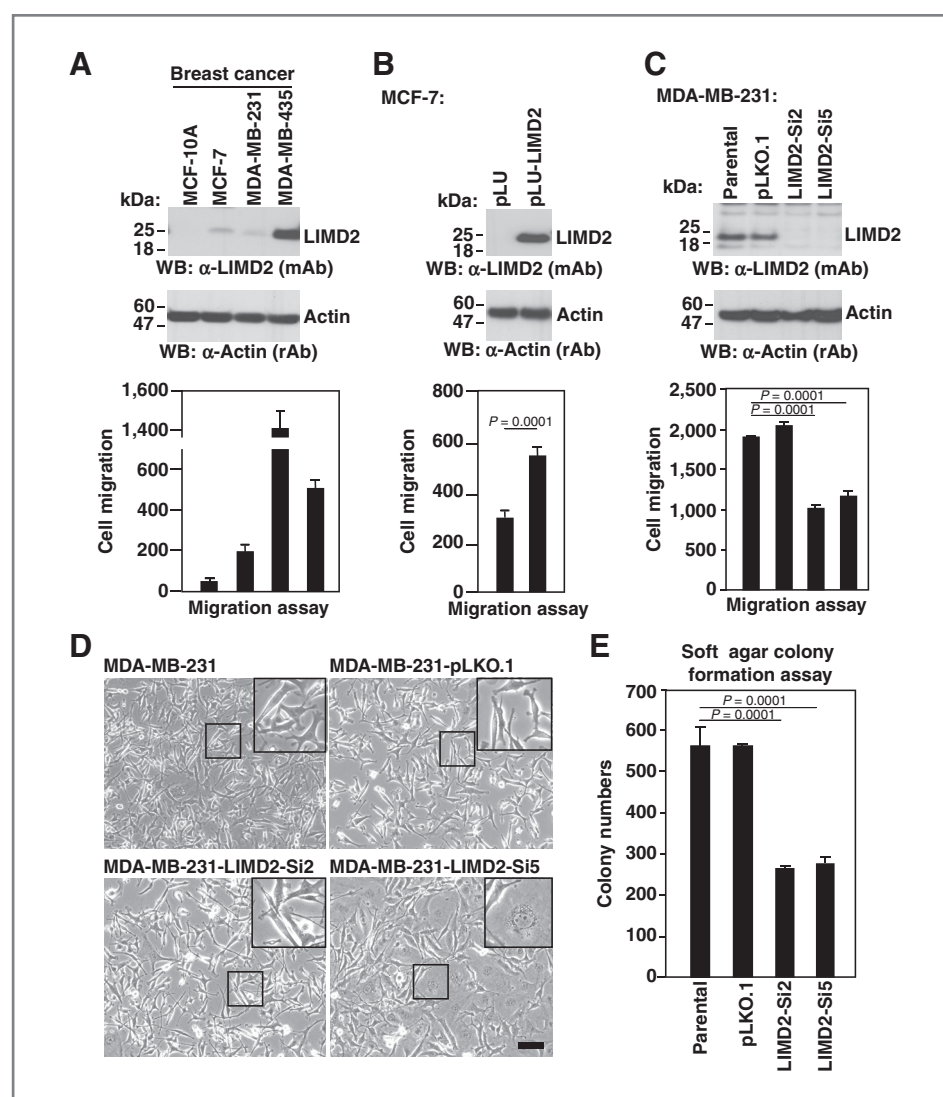 A
Breast cancer
MCF-10A
MCF-7
MDA-MB-231
MDA-MB-435
kDa:
25
18
LIMD2
WB: α-LIMD2 (mAb)
60
47
Actin
WB: α-Actin (rAb)
1,600
1,400
600
400
200
0
Cell migration
Migration assay
B
MCF-7:
pLU
pLU-LIMD2
kDa:
25
18
LIMD2
WB: α-LIMD2 (mAb)
60
47
Actin
WB: α-Actin (rAb)
800
600
400
200
0
P = 0.0001
Cell migration
Migration assay
C
MDA-MB-231:
Parental
pLKO.1
LIMD2-Si2
LIMD2-Si5
kDa:
25
18
LIMD2
WB: α-LIMD2 (mAb)
60
47
Actin
WB: α-Actin (rAb)
2,500
2,000
1,500
1,000
500
0
P = 0.0001
P = 0.0001
Cell migration
Migration assay
D
MDA-MB-231
MDA-MB-231-pLKO.1
MDA-MB-231-LIMD2-Si2
MDA-MB-231-LIMD2-Si5
E
Soft agar colony
formation assay
700
600
500
400
300
200
100
0
P = 0.0001
P = 0.0001
Colony numbers
Parental
pLKO.1
LIMD2-Si2
LIMD2-Si5